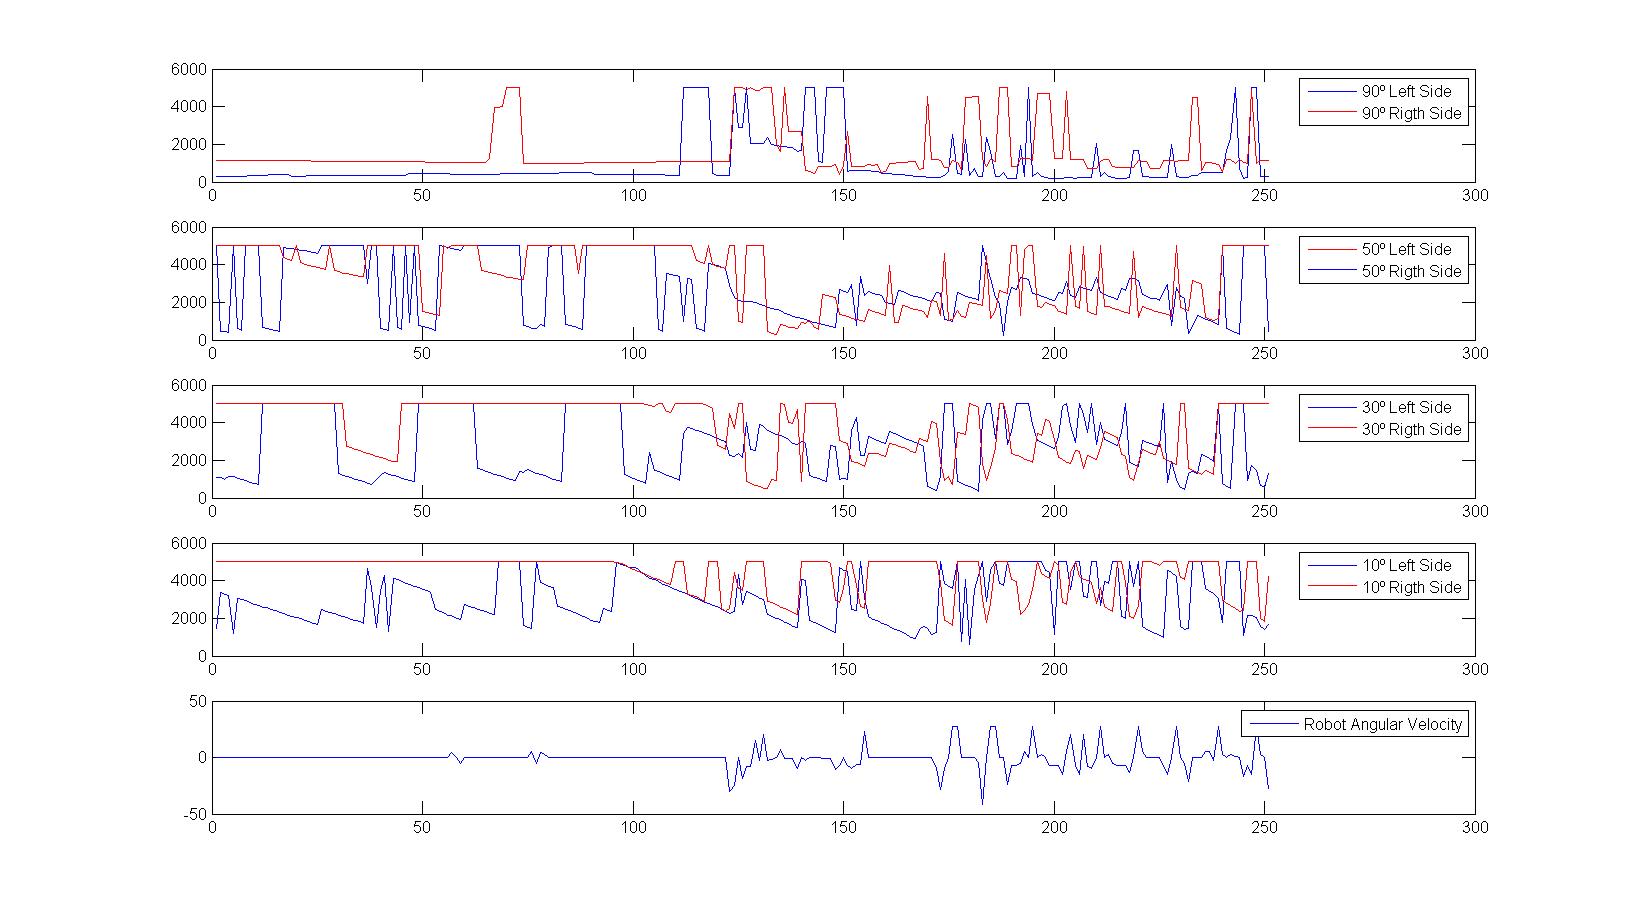 6000
4000
2000
0
0 50 100 150 200 250 300
90º Left Side
90º Rigth Side
6000
4000
2000
0
0 50 100 150 200 250 300
50º Left Side
50º Rigth Side
6000
4000
2000
0
0 50 100 150 200 250 300
30º Left Side
30º Rigth Side
6000
4000
2000
0
0 50 100 150 200 250 300
10º Left Side
10º Rigth Side
50
0
-50
0 50 100 150 200 250 300
Robot Angular Velocity